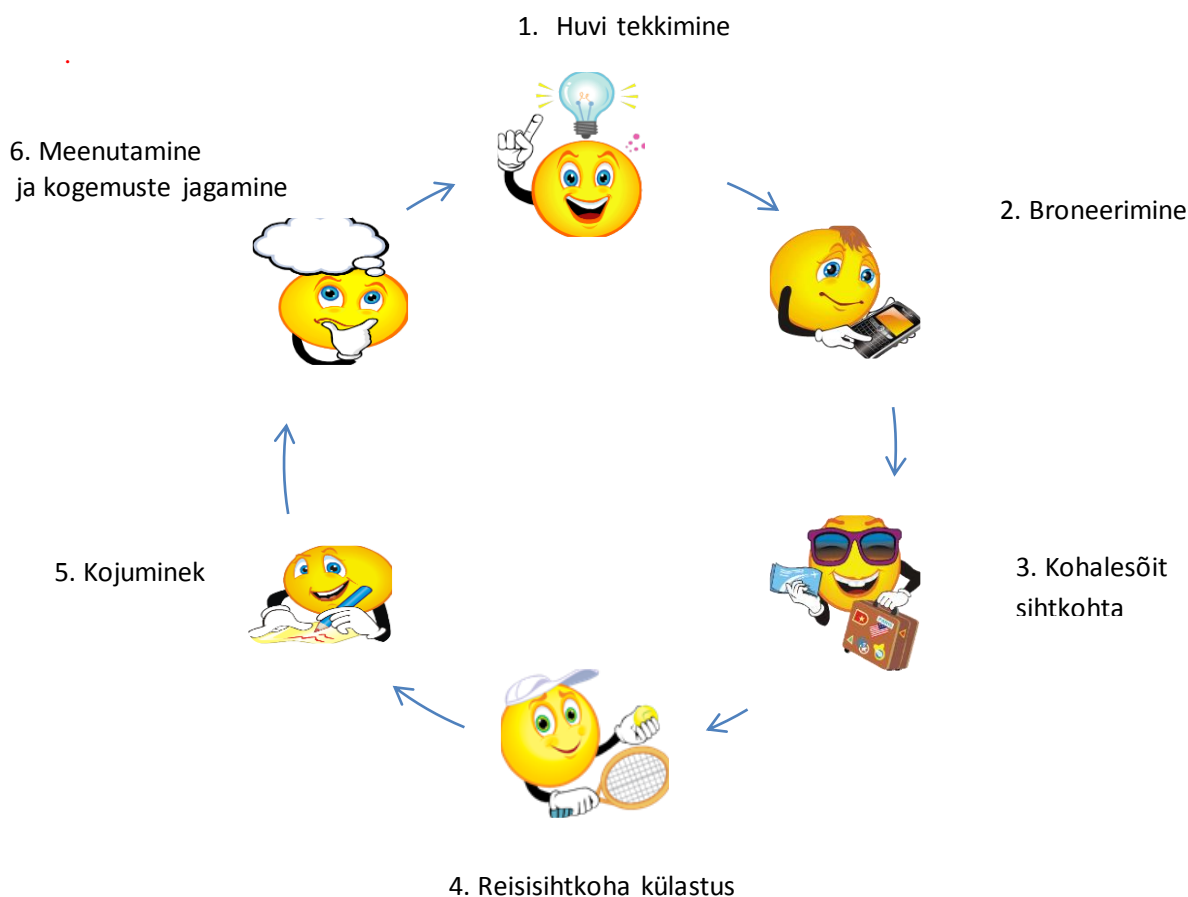 1. Huvi tekkimine
2. Broneerimine
3. Kohalesõit
sihtkohta
4. Reisisihtkoha külastus
5. Kojuminek
6. Meenutamine
ja kogemuste jagamine